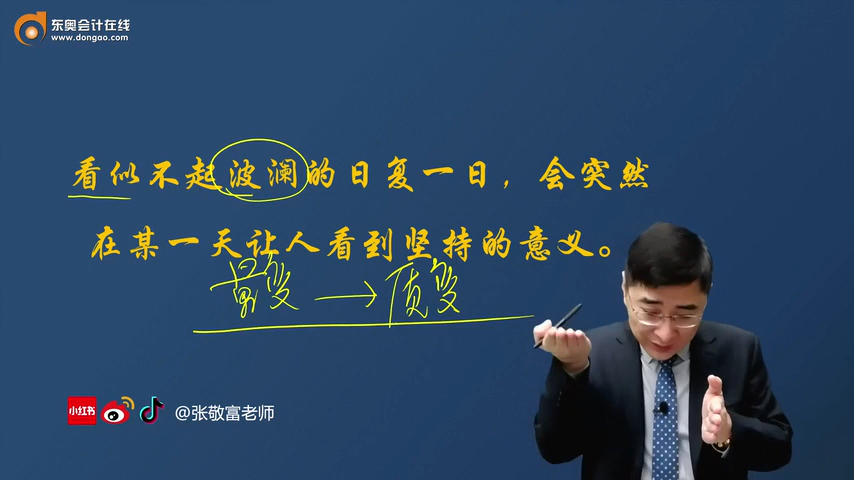 东奥会计在线
www.dongao.com
看似不起波澜的日复一日，会突然
在某一天让人看到坚持的意义。
量变→质变
小红书
@张敬富老师